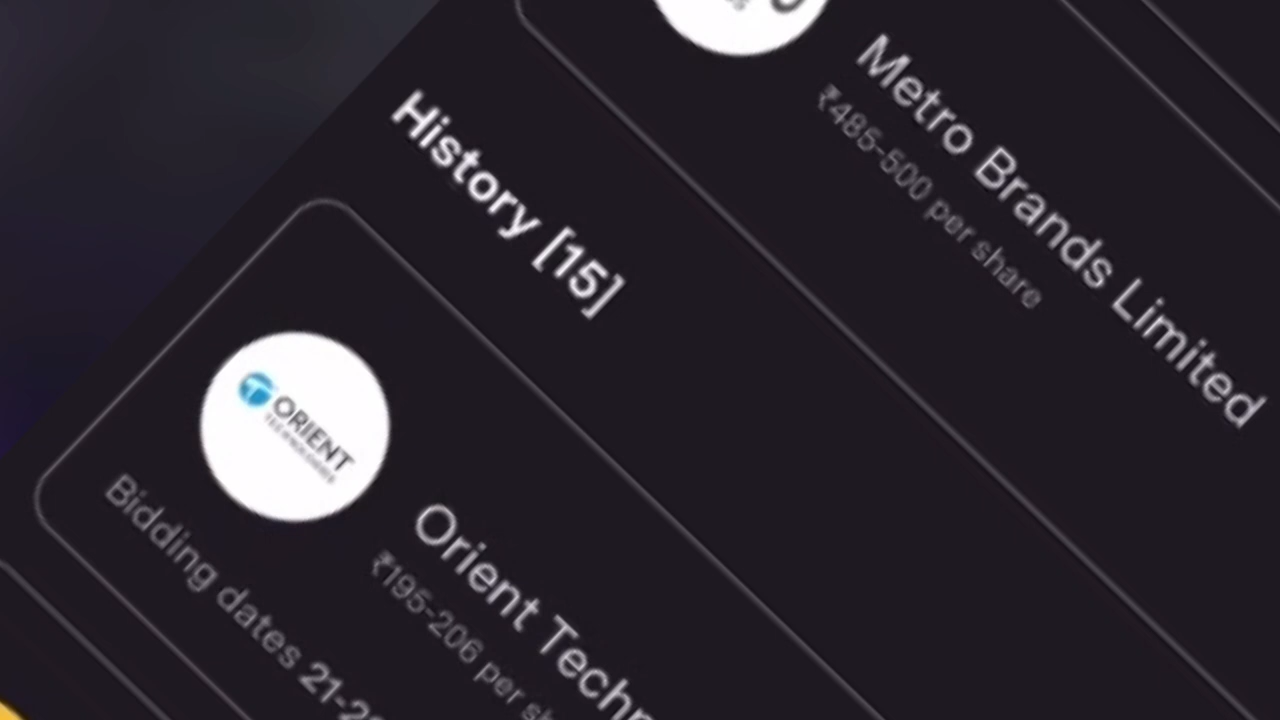 Metro Brands Limited
₹485-500 per share
History [15]
ORIENT
TECHNOLOGIES
Orient Techn
₹195-206 per sh
Bidding dates 21-2